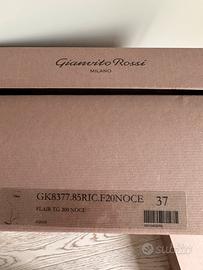 Gianvito Rossi
MILANO
GK8377.85RIC.F20NOCE 37
FLAIR TG 200 NOCE
subito